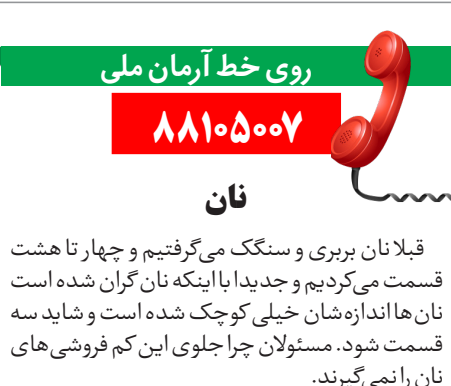 روی خط آرمان ملی
۸۸۱۰۵۰۰۷
نان
قبلا نان بربری و سنگک می‌گرفتیم و چهار تا هشت
قسمت می‌کردیم و جدیدا با اینکه نان گران شده است
نان‌ها اندازه‌شان خیلی کوچک شده است و شاید سه
قسمت شود. مسئولان چرا جلوی این کم فروشی‌های
نان را نمی‌گیرند.